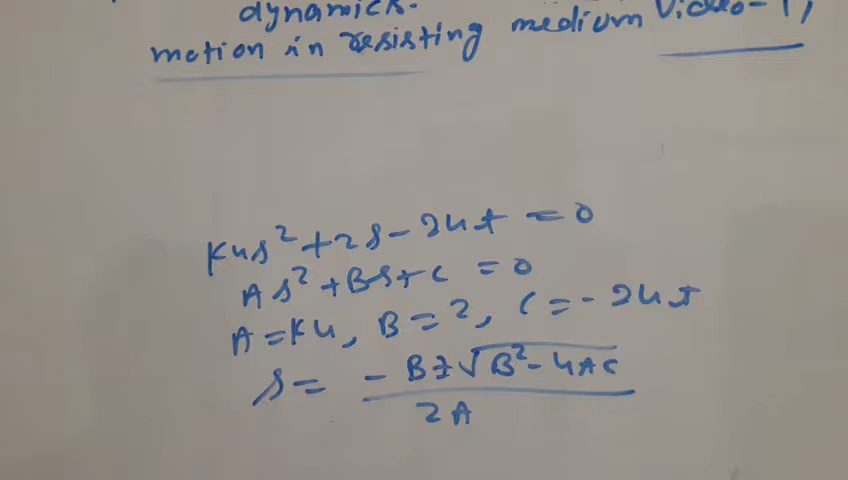 dynamics.
motion in resisting medium Video-1,
Kus² + 2s - 2ut = 0
As² + Bs + C = 0
A = Ku, B = 2, C = - 2ut
s = - B ± √B² - 4AC
2A